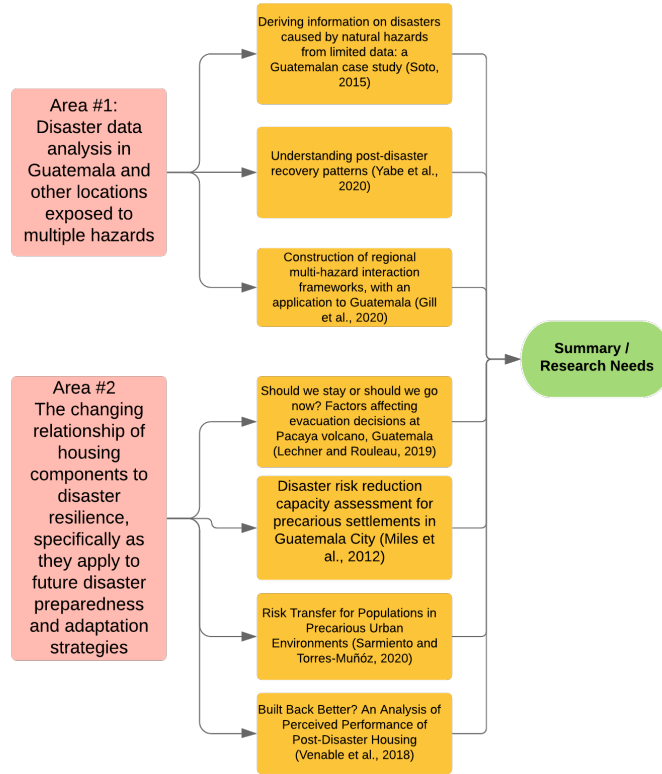 Area #1:
Disaster data
analysis in
Guatemala and
other locations
exposed to
multiple hazards
Deriving information on disasters
caused by natural hazards
from limited data: a
Guatemalan case study (Soto,
2015)
Understanding post-disaster
recovery patterns (Yabe et al.,
2020)
Construction of regional
multi-hazard interaction
frameworks, with an
application to Guatemala (Gill
et al., 2020)
Area #2
The changing
relationship of
housing
components to
disaster
resilience,
specifically as
they apply to
future disaster
preparedness
and adaptation
strategies
Should we stay or should we go
now? Factors affecting
evacuation decisions at
Pacaya volcano, Guatemala
(Lechner and Rouleau, 2019)
Disaster risk reduction
capacity assessment for
precarious settlements in
Guatemala City (Miles et
al., 2012)
Risk Transfer for Populations in
Precarious Urban
Environments (Sarmiento and
Torres-Muñóz, 2020)
Built Back Better? An Analysis of
Perceived Performance of
Post-Disaster Housing
(Venable et al., 2018)
Summary /
Research Needs